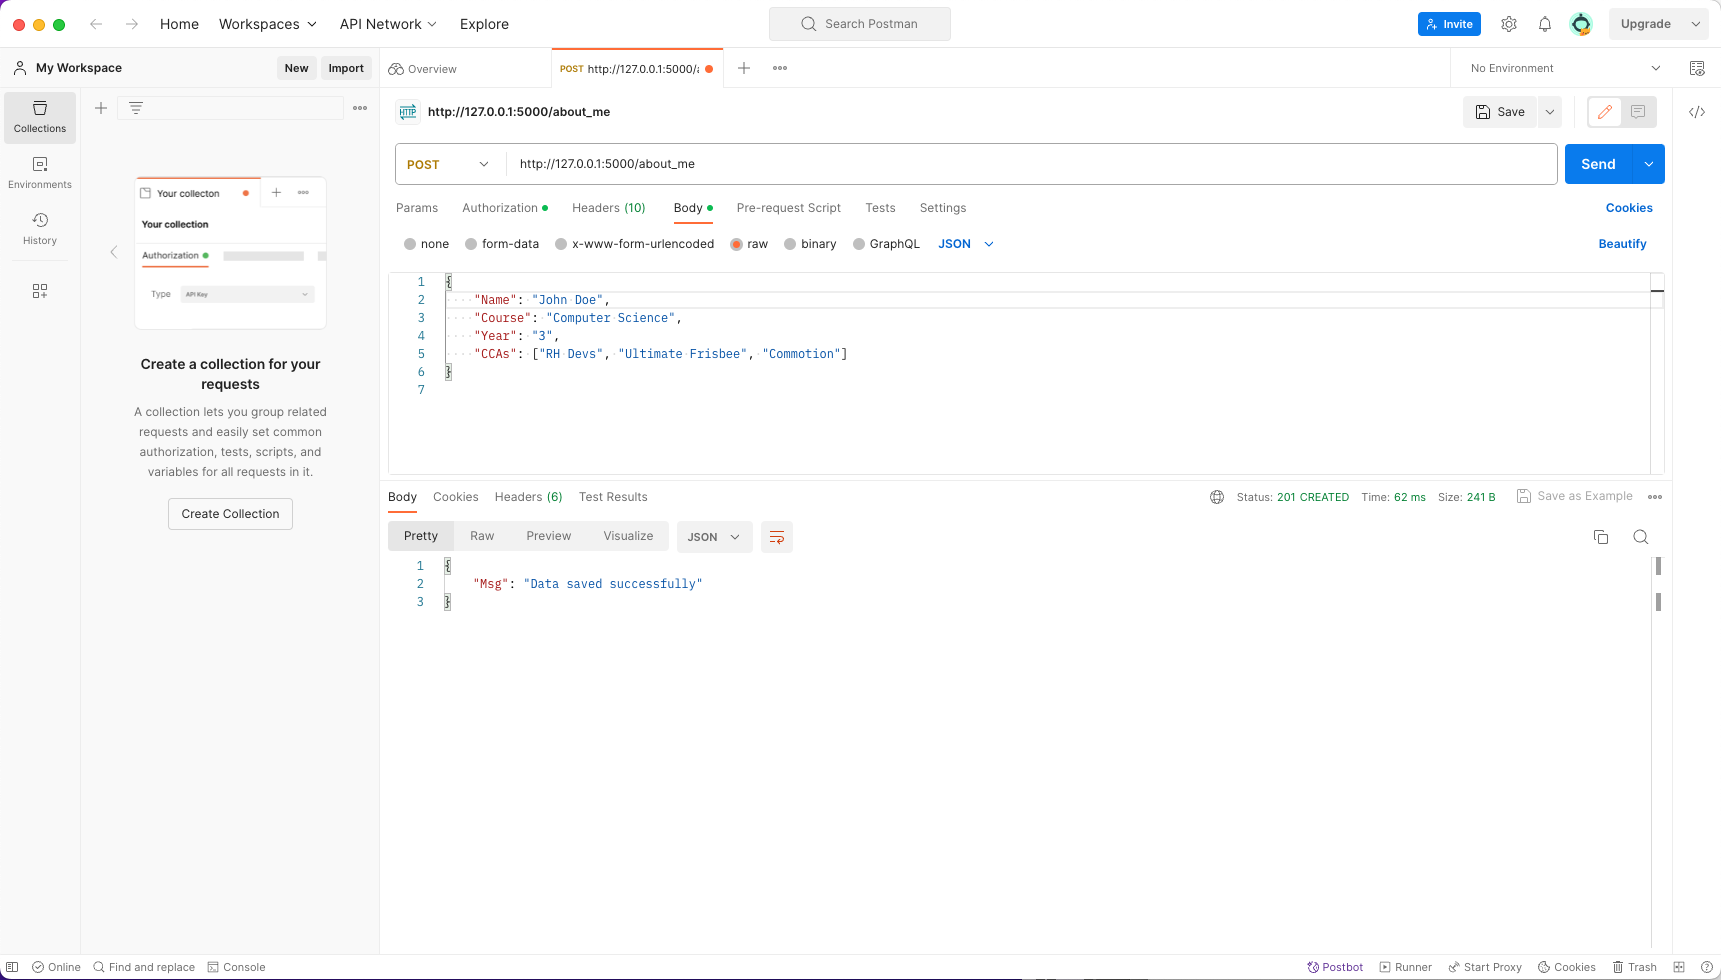 Home Workspaces API Network Explore Search Postman Invite Upgrade
My Workspace New Import Overview POST http://127.0.0.1:5000/a No Environment
Collections
Environments
History
Your collecton
Your collection
Authorization
Type API Key
Create a collection for your
requests
A collection lets you group related
requests and easily set common
authorization, tests, scripts, and
variables for all requests in it.
Create Collection
HTTP http://127.0.0.1:5000/about_me Save </>
POST http://127.0.0.1:5000/about_me Send
Params Authorization Headers (10) Body Pre-request Script Tests Settings Cookies
none form-data x-www-form-urlencoded raw binary GraphQL JSON Beautify
1 {
2 "Name": "John Doe",
3 "Course": "Computer Science",
4 "Year": "3",
5 "CCAs": ["RH Devs", "Ultimate Frisbee", "Commotion"]
6 }
7
Body Cookies Headers (6) Test Results Status: 201 CREATED Time: 62 ms Size: 241 B Save as Example
Pretty Raw Preview Visualize JSON
1 {
2 "Msg": "Data saved successfully"
3 }
Online Find and replace Console Postbot Runner Start Proxy Cookies Trash